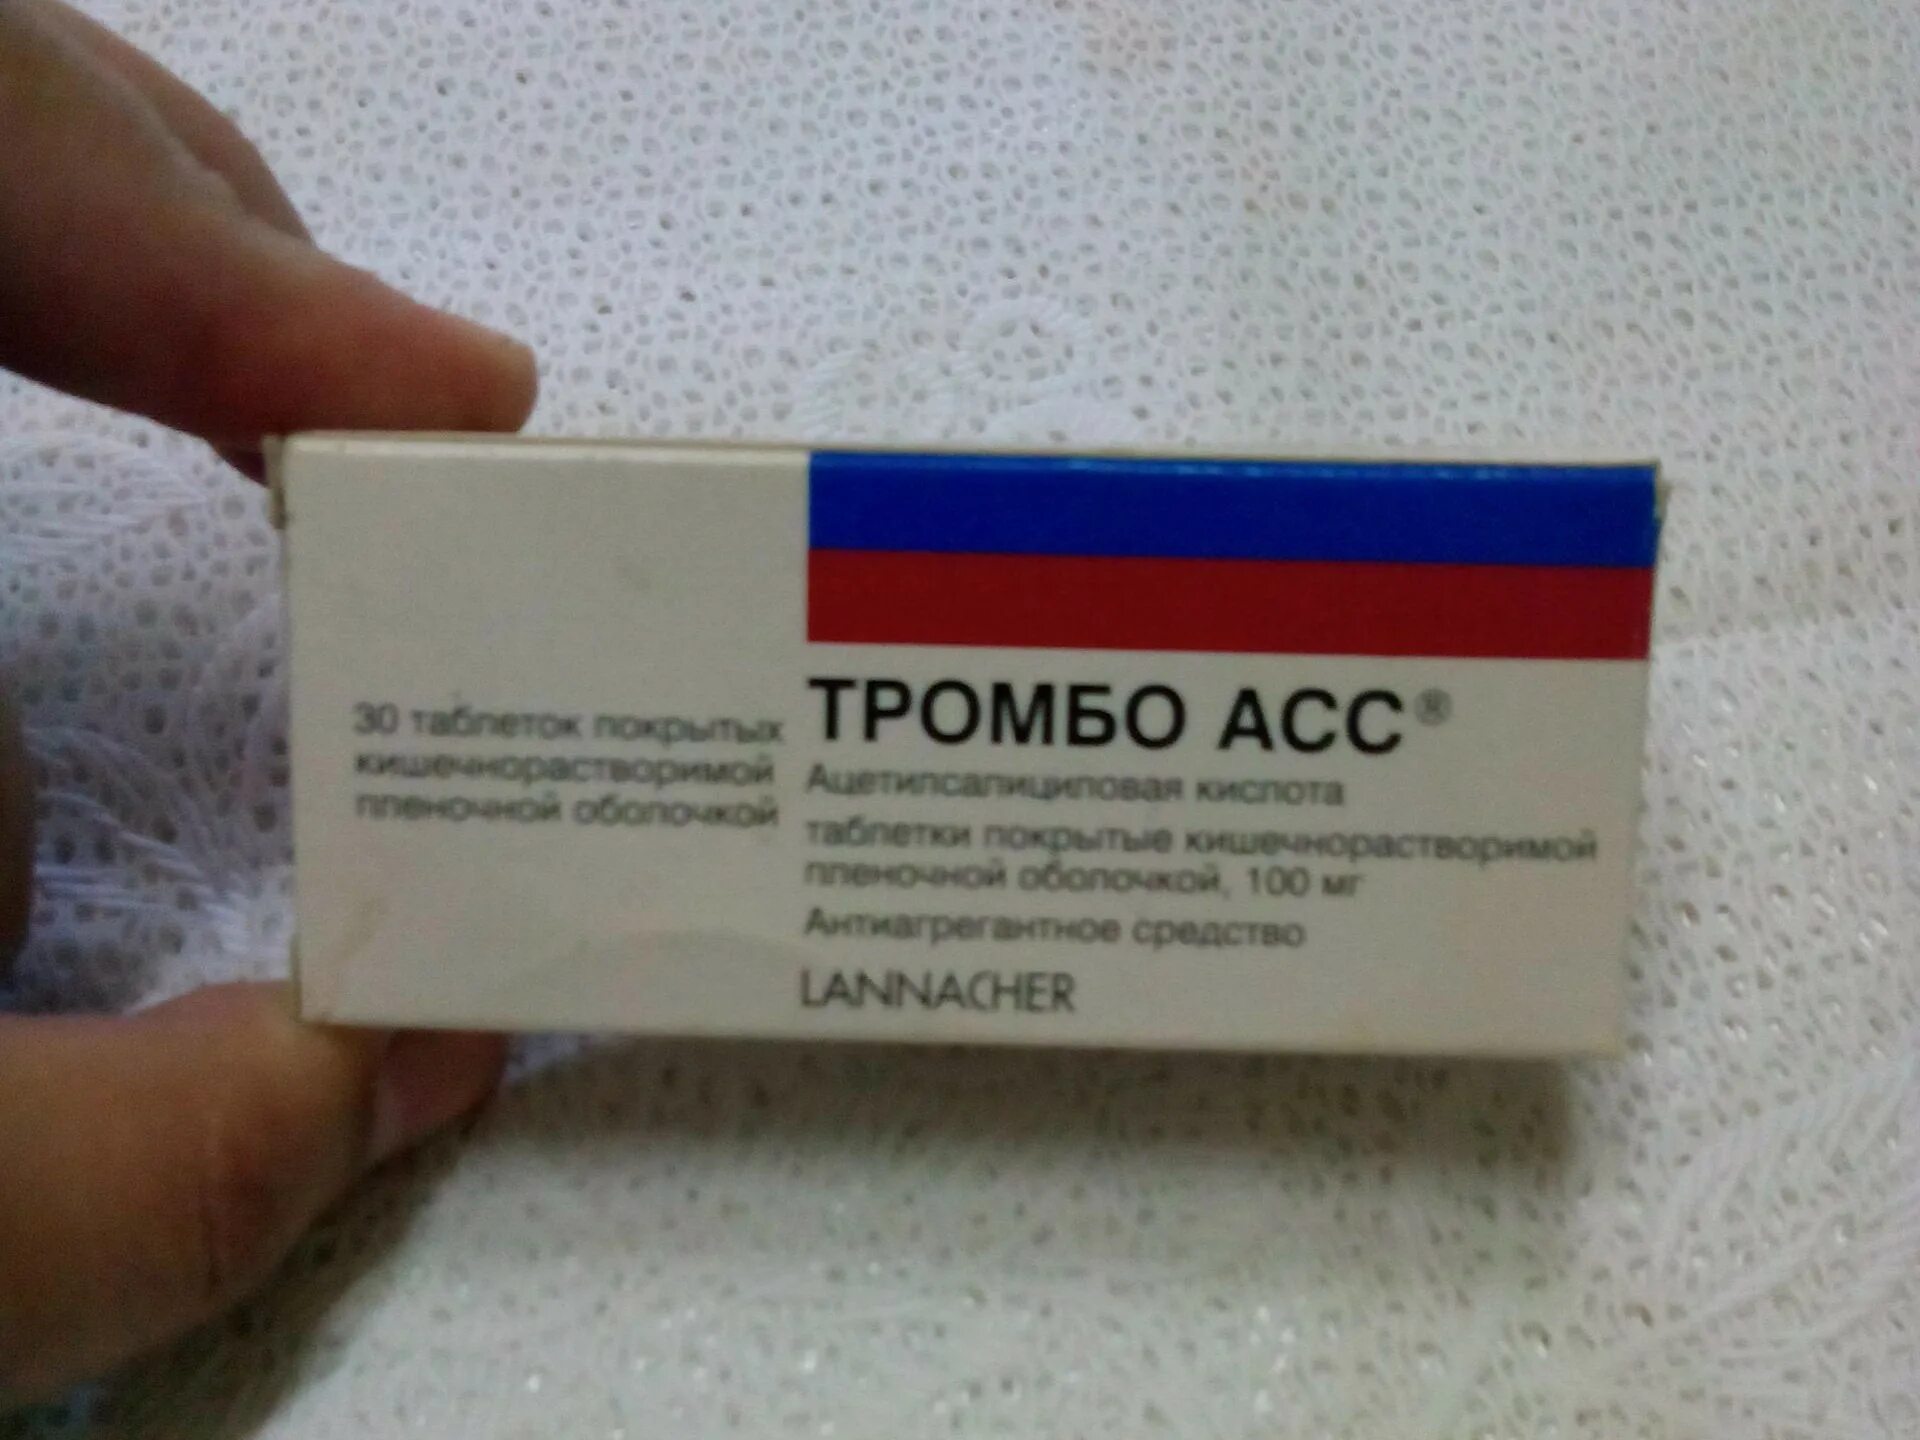 30 таблеток покрытых
кишечнорастворимой
пленочной оболочкой
ТРОМБО АСС®
Ацетилсалициловая кислота
таблетки покрытые кишечнорастворимой
пленочной оболочкой, 100 мг
Антиагрегантное средство
LANNACHER